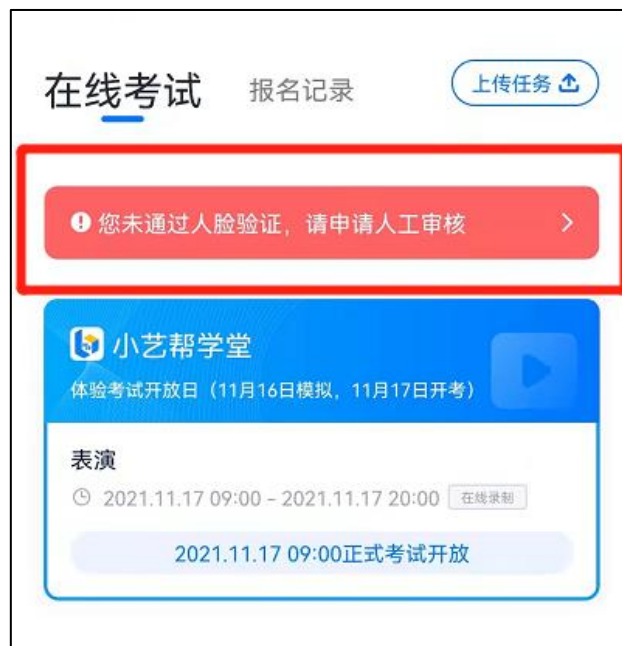 在线考试
报名记录
上传任务
您未通过人脸验证，请申请人工审核
小艺帮学堂
体验考试开放日（11月16日模拟，11月17日开考）
表演
2021.11.17 09:00 - 2021.11.17 20:00 在线录制
2021.11.17 09:00正式考试开放